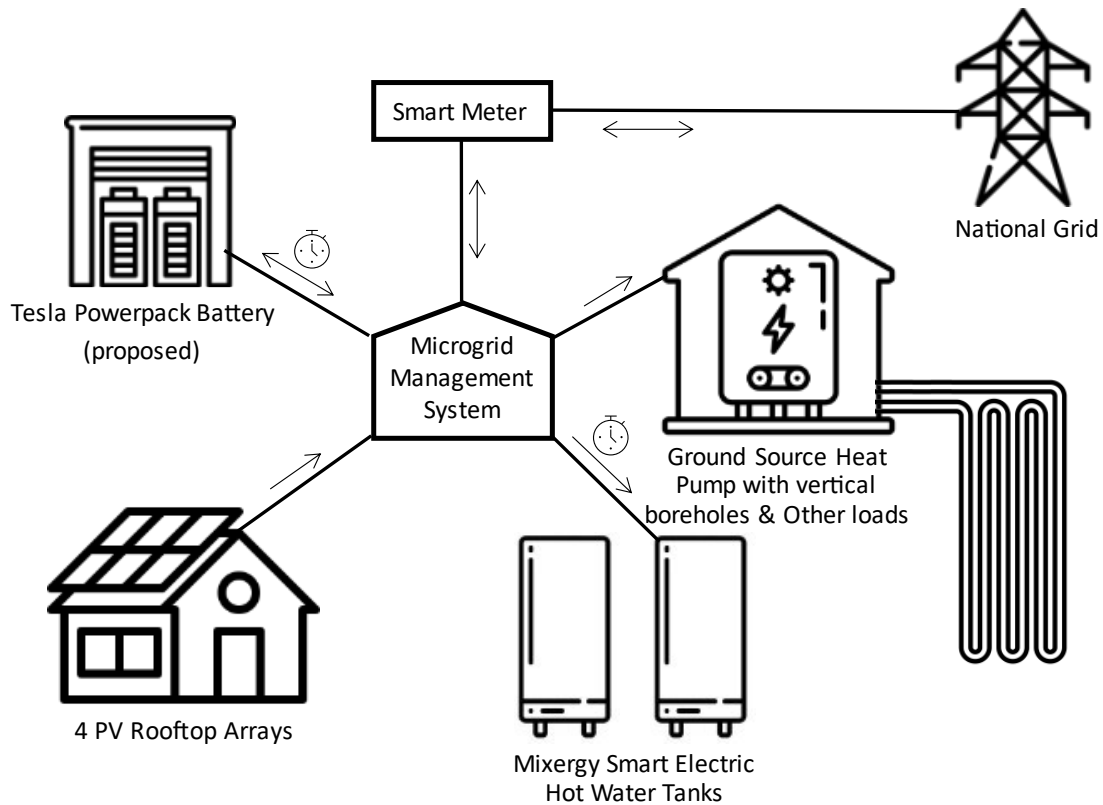 Smart Meter
National Grid
Tesla Powerpack Battery
(proposed)
Microgrid
Management
System
Ground Source Heat
Pump with vertical
boreholes & Other loads
4 PV Rooftop Arrays
Mixergy Smart Electric
Hot Water Tanks